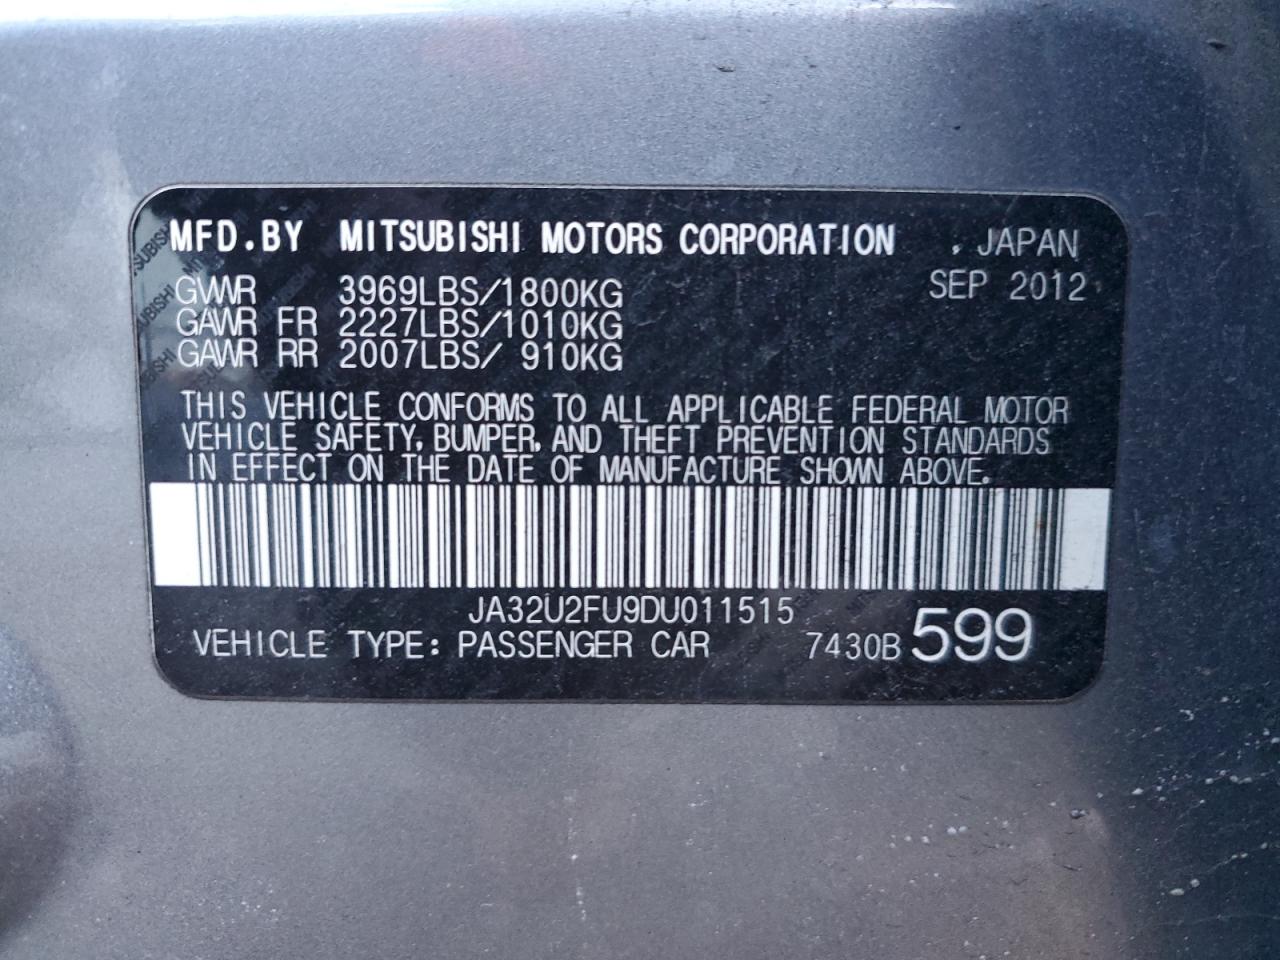 MFD.BY MITSUBISHI MOTORS CORPORATION , JAPAN
SEP 2012
GVWR 3969LBS/1800KG
GAWR FR 2227LBS/1010KG
GAWR RR 2007LBS/ 910KG
THIS VEHICLE CONFORMS TO ALL APPLICABLE FEDERAL MOTOR
VEHICLE SAFETY, BUMPER, AND THEFT PREVENTION STANDARDS
IN EFFECT ON THE DATE OF MANUFACTURE SHOWN ABOVE.
JA32U2FU9DU011515
VEHICLE TYPE: PASSENGER CAR 7430B 599